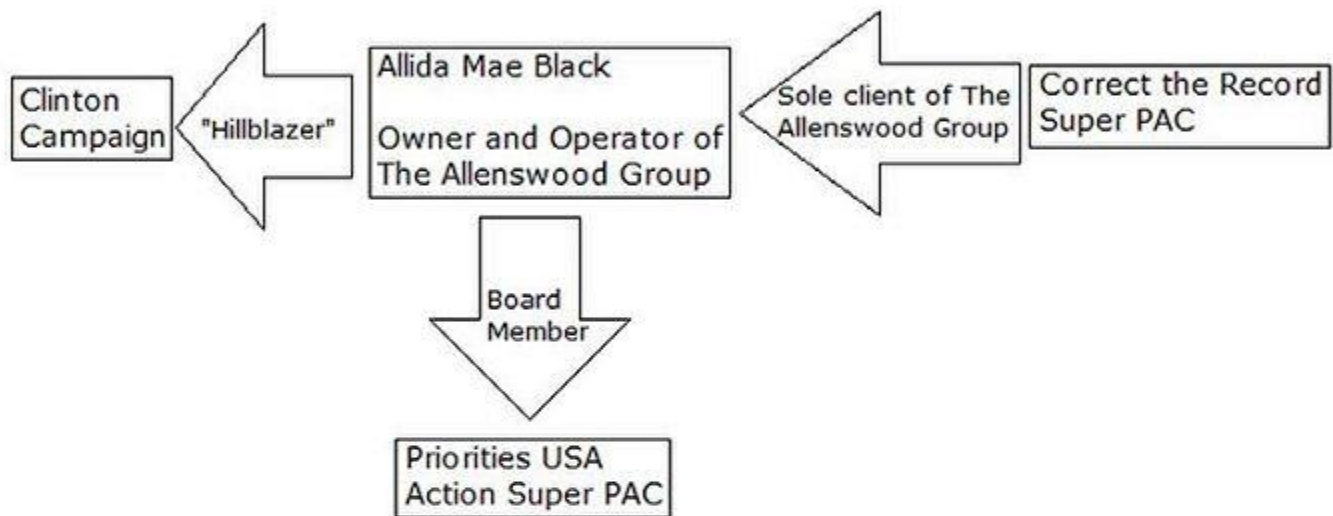 Clinton
Campaign
"Hillblazer"
Allida Mae Black
Owner and Operator of
The Allenswood Group
Sole client of The
Allenswood Group
Correct the Record
Super PAC
Board
Member
Priorities USA
Action Super PAC